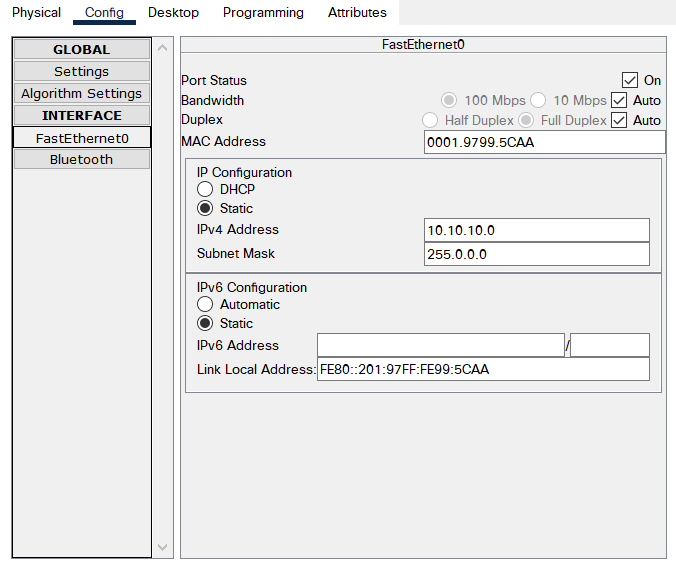 Physical Config Desktop Programming Attributes
GLOBAL
Settings
Algorithm Settings
INTERFACE
FastEthernet0
Bluetooth
FastEthernet0
Port Status On
Bandwidth 100 Mbps 10 Mbps Auto
Duplex Half Duplex Full Duplex Auto
MAC Address 0001.9799.5CAA
IP Configuration
DHCP
Static
IPv4 Address 10.10.10.0
Subnet Mask 255.0.0.0
IPv6 Configuration
Automatic
Static
IPv6 Address /
Link Local Address: FE80::201:97FF:FE99:5CAA